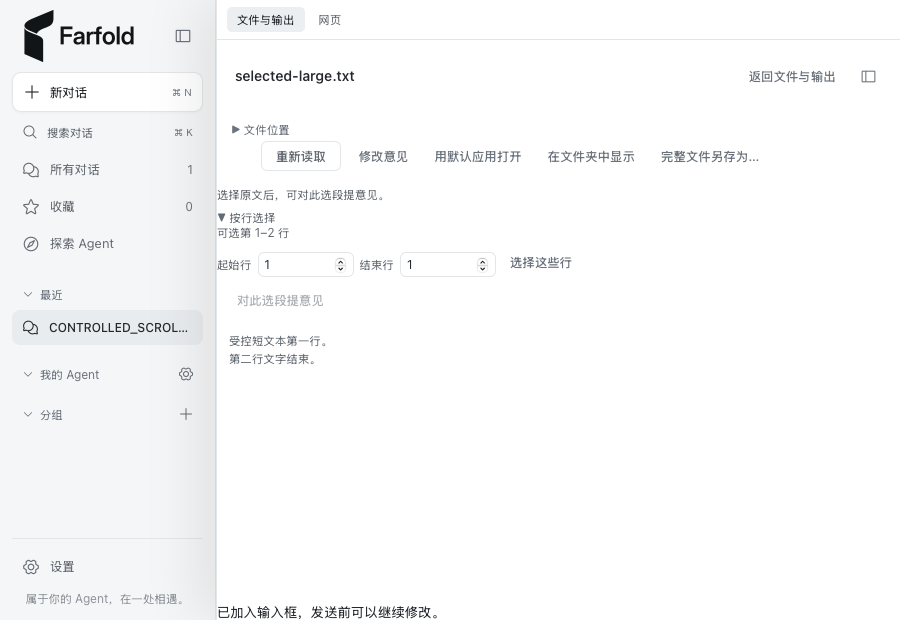 Farfold
新对话 ⌘ N
搜索对话 ⌘ K
所有对话 1
收藏 0
探索 Agent
最近
CONTROLLED_SCROL...
我的 Agent
分组
设置
属于你的 Agent，在一处相遇。
文件与输出 网页
selected-large.txt 返回文件与输出
▶ 文件位置
重新读取 修改意见 用默认应用打开 在文件夹中显示 完整文件另存为...
选择原文后，可对此选段提意见。
▼ 按行选择
可选第 1–2 行
起始行 1 结束行 1 选择这些行
对此选段提意见
受控短文本第一行。
第二行文字结束。
已加入输入框，发送前可以继续修改。